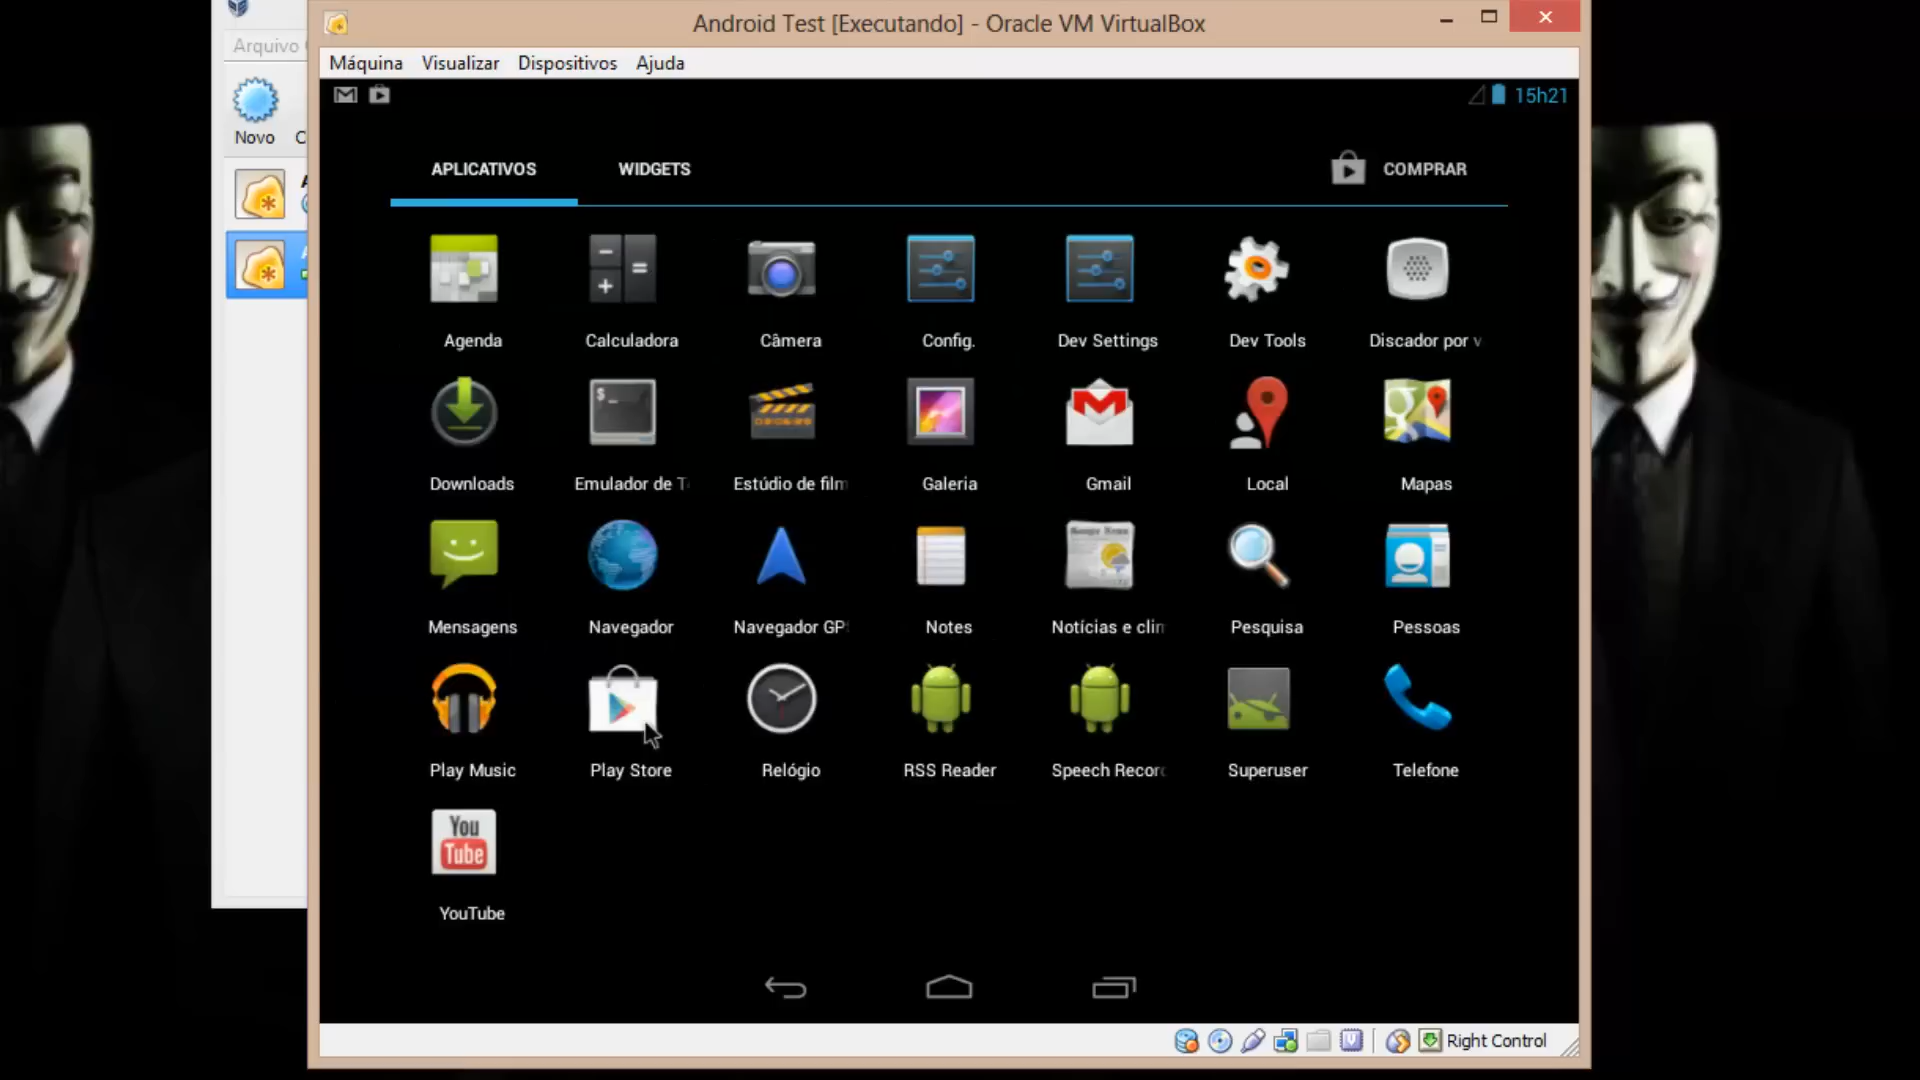 Android Test [Executando] - Oracle VM VirtualBox
Arquivo
Máquina Visualizar Dispositivos Ajuda
15h21
Novo
APLICATIVOS WIDGETS COMPRAR
Agenda Calculadora Câmera Config. Dev Settings Dev Tools Discador por v
Downloads Emulador de T Estúdio de film Galeria Gmail Local Mapas
Mensagens Navegador Navegador GP Notes Notícias e clim Pesquisa Pessoas
Play Music Play Store Relógio RSS Reader Speech Recor Superuser Telefone
You
Tube
YouTube
Right Control